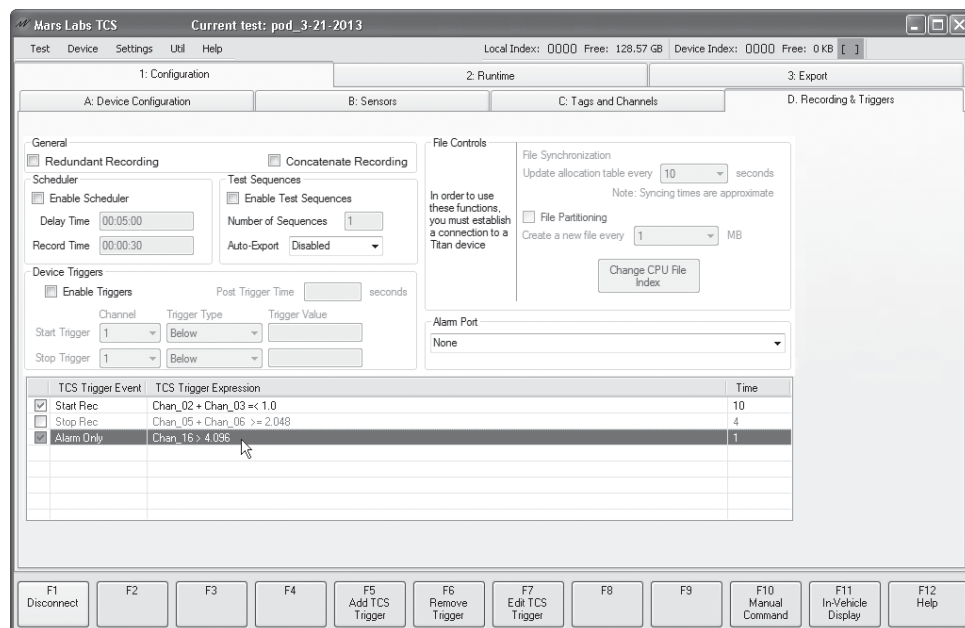 Mars Labs TCS Current test: pod_3-21-2013
Test Device Settings Util Help Local Index: 0000 Free: 128.57 GB Device Index: 0000 Free: 0 KB [ ]
1: Configuration 2: Runtime 3: Export
A: Device Configuration B: Sensors C: Tags and Channels D. Recording & Triggers
General
Redundant Recording Concatenate Recording
Scheduler
Enable Scheduler
Delay Time 00:05:00
Record Time 00:00:30
Test Sequences
Enable Test Sequences
Number of Sequences 1
Auto-Export Disabled
Device Triggers
Enable Triggers Post Trigger Time seconds
Channel Trigger Type Trigger Value
Start Trigger 1 Below
Stop Trigger 1 Below
File Controls
In order to use
these functions,
you must establish
a connection to a
Titan device
File Synchronization
Update allocation table every 10 seconds
Note: Syncing times are approximate
File Partitioning
Create a new file every 1 MB
Change CPU File
Index
Alarm Port
None
TCS Trigger Event TCS Trigger Expression Time
Start Rec Chan_02 + Chan_03 =< 1.0 10
Stop Rec Chan_05 + Chan_06 >= 2.048 4
Alarm Only Chan_16 > 4.096 1
F1
Disconnect
F2
F3
F4
F5
Add TCS
Trigger
F6
Remove
Trigger
F7
Edit TCS
Trigger
F8
F9
F10
Manual
Command
F11
In-Vehicle
Display
F12
Help